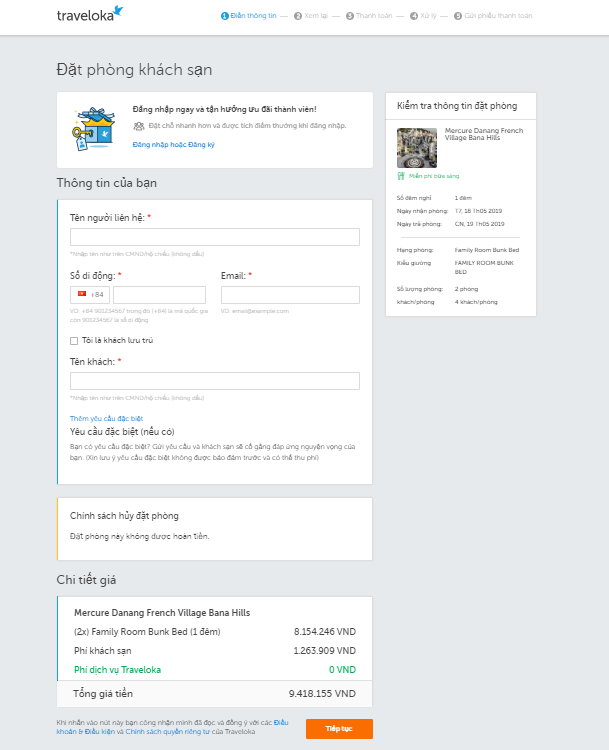 traveloka
1 Điền thông tin — 2 Xem lại — 3 Thanh toán — 4 Xử lý — 5 Gửi phiếu thanh toán
Đặt phòng khách sạn
Đăng nhập ngay và tận hưởng ưu đãi thành viên!
Đặt chỗ nhanh hơn và được tích điểm thưởng khi đăng nhập.
Đăng nhập hoặc Đăng ký
Thông tin của bạn
Tên người liên hệ: *
*Nhập tên như trên CMND/hộ chiếu (không dấu)
Số di động: *
Email: *
+84
VD: +84 901234567 trong đó (+84) là mã quốc gia
còn 901234567 là số di động
VD: email@example.com
Tôi là khách lưu trú
Tên khách: *
*Nhập tên như trên CMND/hộ chiếu (không dấu)
Thêm yêu cầu đặc biệt
Yêu cầu đặc biệt (nếu có)
Bạn có yêu cầu đặc biệt? Gửi yêu cầu và khách sạn sẽ cố gắng đáp ứng nguyện vọng của
bạn. (Xin lưu ý yêu cầu đặc biệt không được bảo đảm trước và có thể thu phí)
Chính sách hủy đặt phòng
Đặt phòng này không được hoàn tiền.
Chi tiết giá
Mercure Danang French Village Bana Hills
(2x) Family Room Bunk Bed (1 đêm) 8.154.246 VND
Phí khách sạn 1.263.909 VND
Phí dịch vụ Traveloka 0 VND
Tổng giá tiền 9.418.155 VND
Khi nhấn vào nút này bạn công nhận mình đã đọc và đồng ý với các Điều
khoản & Điều kiện và Chính sách quyền riêng tư của Traveloka
Tiếp tục
Kiểm tra thông tin đặt phòng
Mercure Danang French
Village Bana Hills
Miễn phí bữa sáng
Số đêm nghỉ 1 đêm
Ngày nhận phòng: T7, 18 Th05 2019
Ngày trả phòng: CN, 19 Th05 2019
Hạng phòng: Family Room Bunk Bed
Kiểu giường FAMILY ROOM BUNK
BED
Số lượng phòng: 2 phòng
khách/phòng 4 khách/phòng